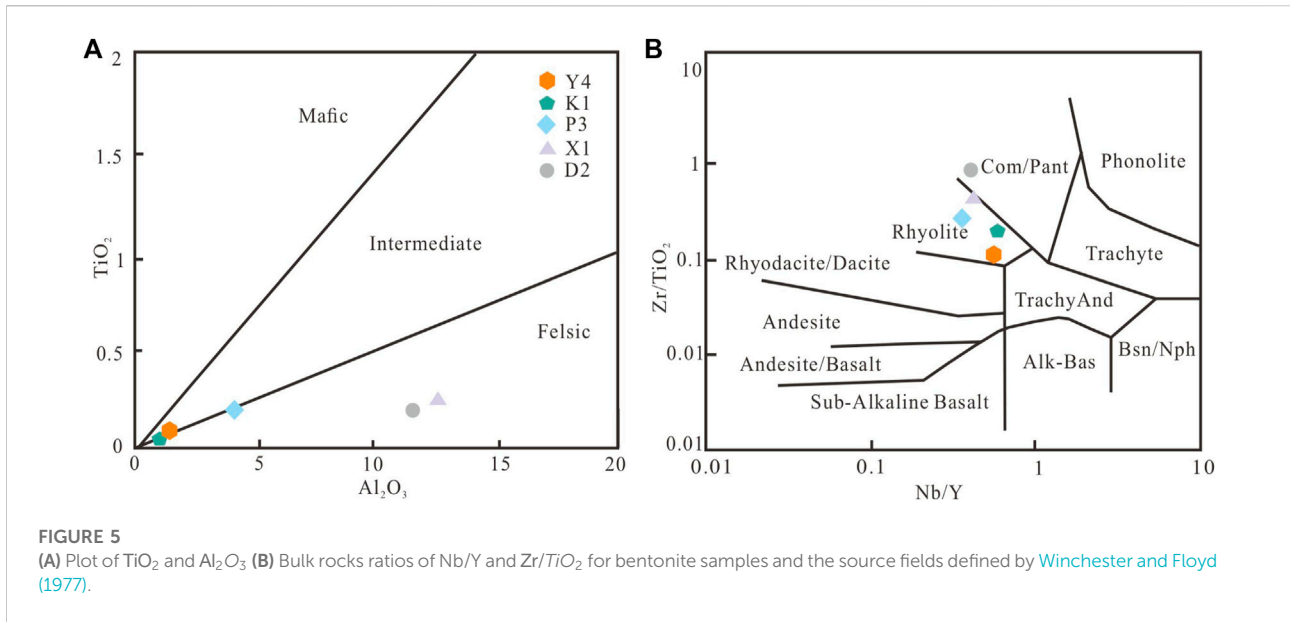 A
2
1.5
1
0.5
0
TiO₂
Mafic
Intermediate
Felsic
Y4
K1
P3
X1
D2
0 5 10 15 20
Al₂O₃
B
10
1
0.1
0.01
0.01
Zr/TiO₂
Com/Pant
Phonolite
Rhyolite
Trachyte
Rhyodacite/Dacite
TrachyAnd
Andesite
Andesite/Basalt
Alk-Bas
Bsn/Nph
Sub-Alkaline Basalt
0.01 0.1 1 10
Nb/Y
FIGURE 5
(A) Plot of TiO₂ and Al₂O₃ (B) Bulk rocks ratios of Nb/Y and Zr/TiO₂ for bentonite samples and the source fields defined by Winchester and Floyd
(1977).